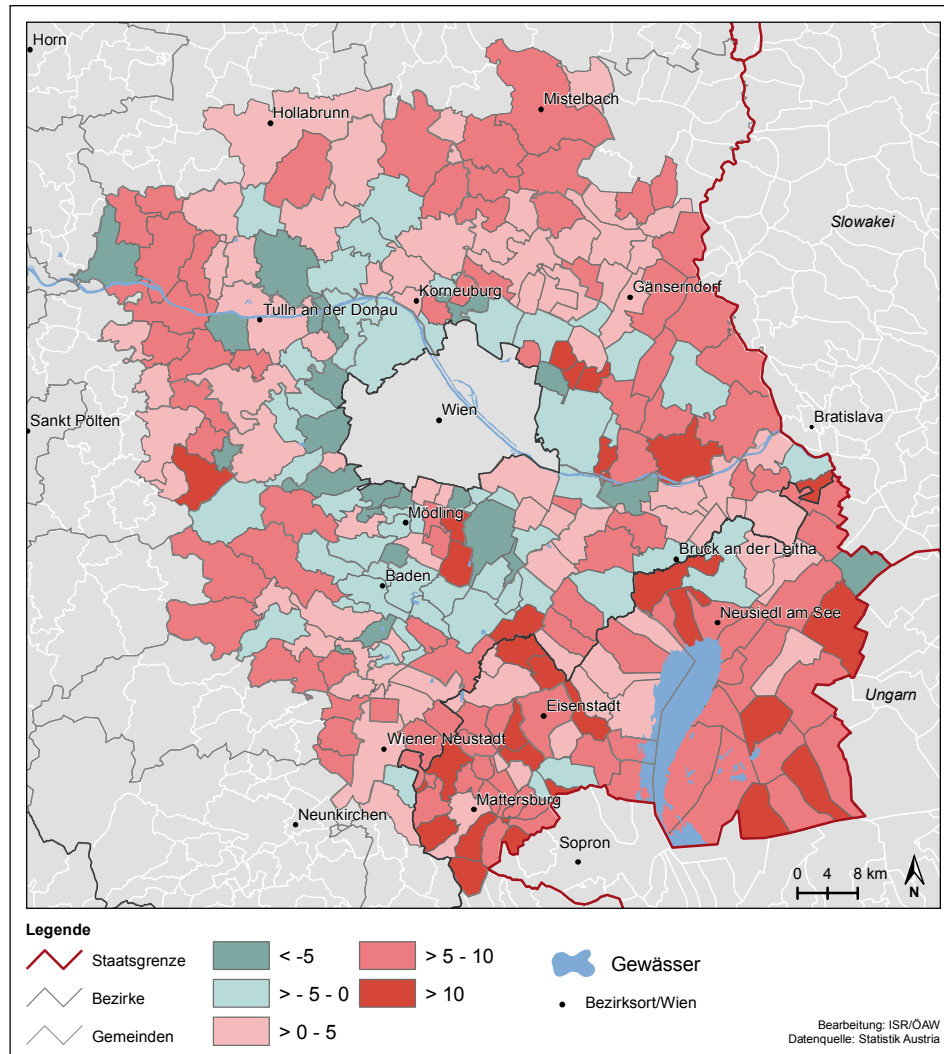 Horn
Hollabrunn
Mistelbach
Slowakei
Korneuburg
Gänserndorf
Tulln an der Donau
Sankt Pölten
Wien
Bratislava
Mödling
Bruck an der Leitha
Baden
Neusiedl am See
Ungarn
Eisenstadt
Wiener Neustadt
Mattersburg
Neunkirchen
Sopron
0 4 8 km
N
Legende
Staatsgrenze
Bezirke
Gemeinden
< -5
> - 5 - 0
> 0 - 5
> 5 - 10
> 10
Gewässer
Bezirksort/Wien
Bearbeitung: ISR/ÖAW
Datenquelle: Statistik Austria